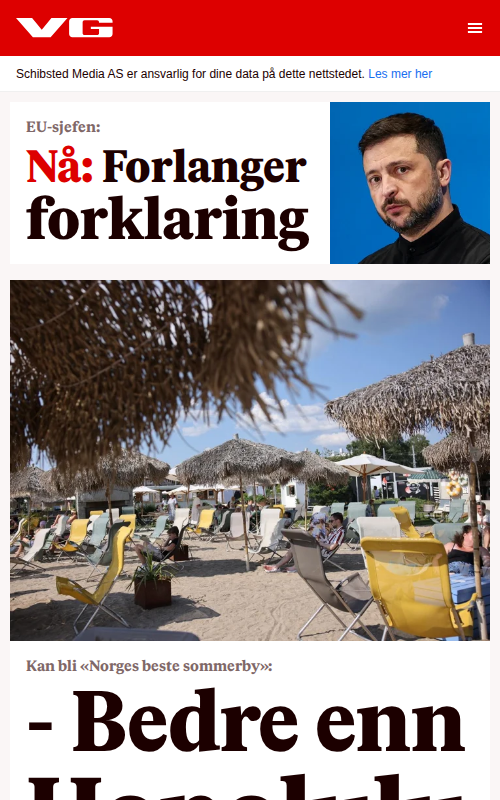 VG
Schibsted Media AS er ansvarlig for dine data på dette nettstedet. Les mer her
EU-sjefen:
Nå: Forlanger
forklaring
Kan bli «Norges beste sommerby»:
- Bedre enn